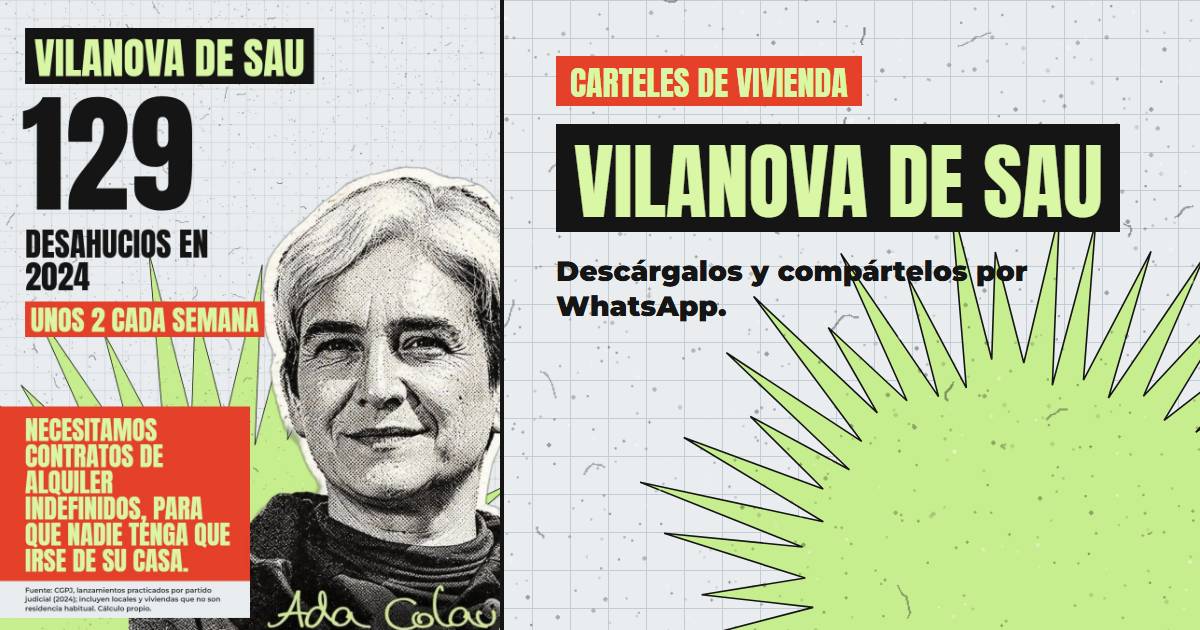 VILANOVA DE SAU
129
DESAHUCIOS EN
2024
UNOS 2 CADA SEMANA
NECESITAMOS
CONTRATOS DE
ALQUILER
INDEFINIDOS, PARA
QUE NADIE TENGA QUE
IRSE DE SU CASA.
Fuente: CGPJ, lanzamientos practicados por partido
judicial (2024); incluyen locales y viviendas que no son
residencia habitual. Cálculo propio.
Ada Colau
CARTELES DE VIVIENDA
VILANOVA DE SAU
Descárgalos y compártelos por
WhatsApp.